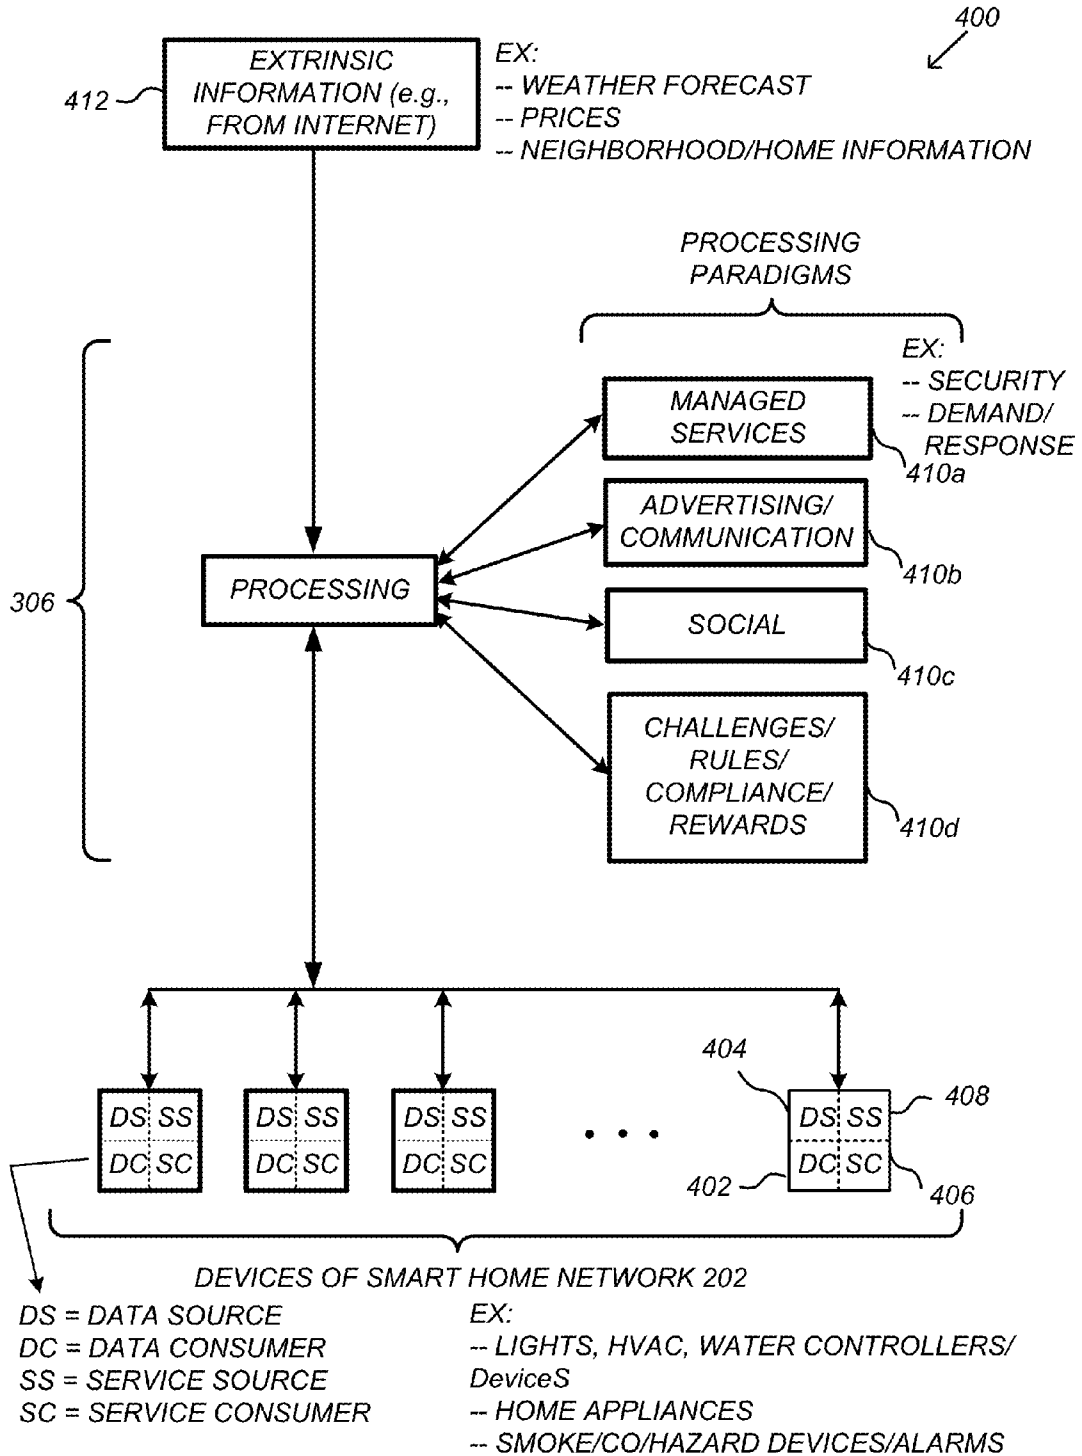 400
EXTRINSIC
INFORMATION (e.g.,
FROM INTERNET)
412
EX:
-- WEATHER FORECAST
-- PRICES
-- NEIGHBORHOOD/HOME INFORMATION
PROCESSING
PARADIGMS
EX:
-- SECURITY
-- DEMAND/
RESPONSE
MANAGED
SERVICES
410a
ADVERTISING/
COMMUNICATION
410b
PROCESSING
306
SOCIAL
410c
CHALLENGES/
RULES/
COMPLIANCE/
REWARDS
410d
404
408
DS SS
DC SC
DS SS
DC SC
DS SS
DC SC
. . .
DS SS
DC SC
402
406
DEVICES OF SMART HOME NETWORK 202
DS = DATA SOURCE
DC = DATA CONSUMER
SS = SERVICE SOURCE
SC = SERVICE CONSUMER
EX:
-- LIGHTS, HVAC, WATER CONTROLLERS/
DeviceS
-- HOME APPLIANCES
-- SMOKE/CO/HAZARD DEVICES/ALARMS